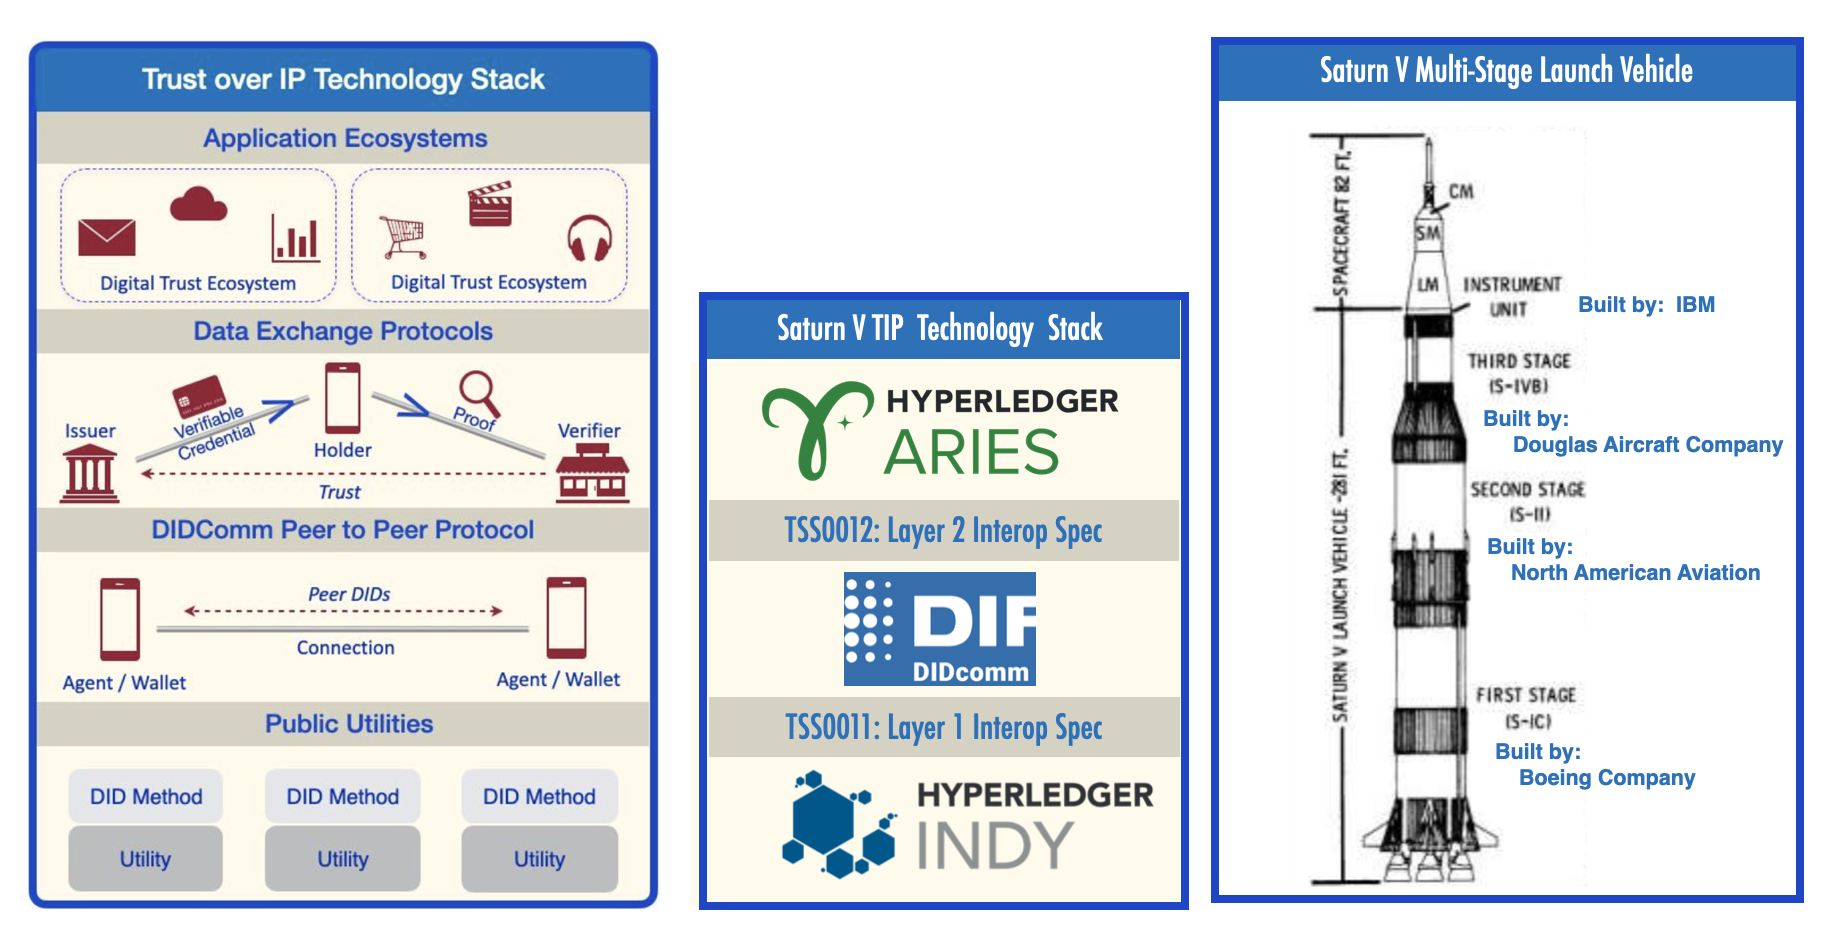 Trust over IP Technology Stack
Application Ecosystems
Digital Trust Ecosystem
Digital Trust Ecosystem
Data Exchange Protocols
Issuer
Verifiable
Credential
Holder
Proof
Verifier
Trust
DIDComm Peer to Peer Protocol
Peer DIDs
Connection
Agent / Wallet
Agent / Wallet
Public Utilities
DID Method
DID Method
DID Method
Utility
Utility
Utility
Saturn V TIP Technology Stack
HYPERLEDGER
ARIES
TSS0012: Layer 2 Interop Spec
DIF
DIDcomm
TSS0011: Layer 1 Interop Spec
HYPERLEDGER
INDY
Saturn V Multi-Stage Launch Vehicle
SPACECRAFT 82 FT.
CM
SM
LM
INSTRUMENT
UNIT
Built by: IBM
THIRD STAGE
(S-IVB)
Built by:
Douglas Aircraft Company
SATURN V LAUNCH VEHICLE -281 FT.
SECOND STAGE
(S-II)
Built by:
North American Aviation
FIRST STAGE
(S-IC)
Built by:
Boeing Company